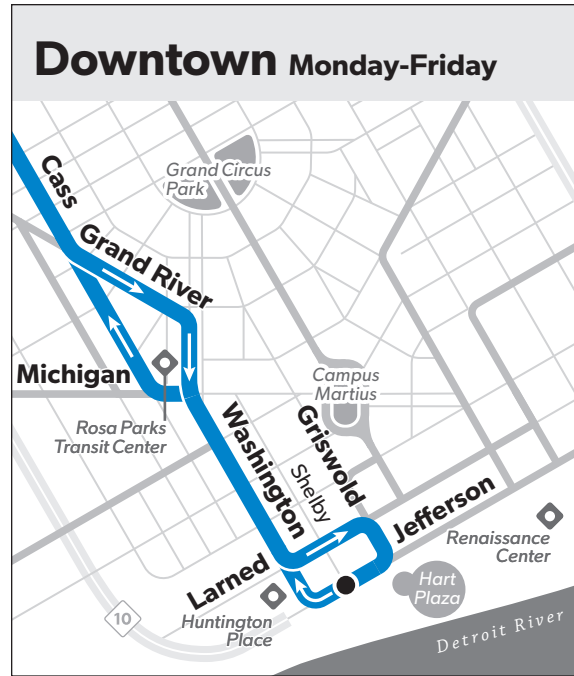 Downtown Monday-Friday
Cass
Grand Circus
Park
Grand River
Michigan
Campus
Martius
Rosa Parks
Transit Center
Washington
Griswold
Shelby
Jefferson
Renaissance
Center
Larned
Hart
Plaza
Huntington
Place
10
Detroit River